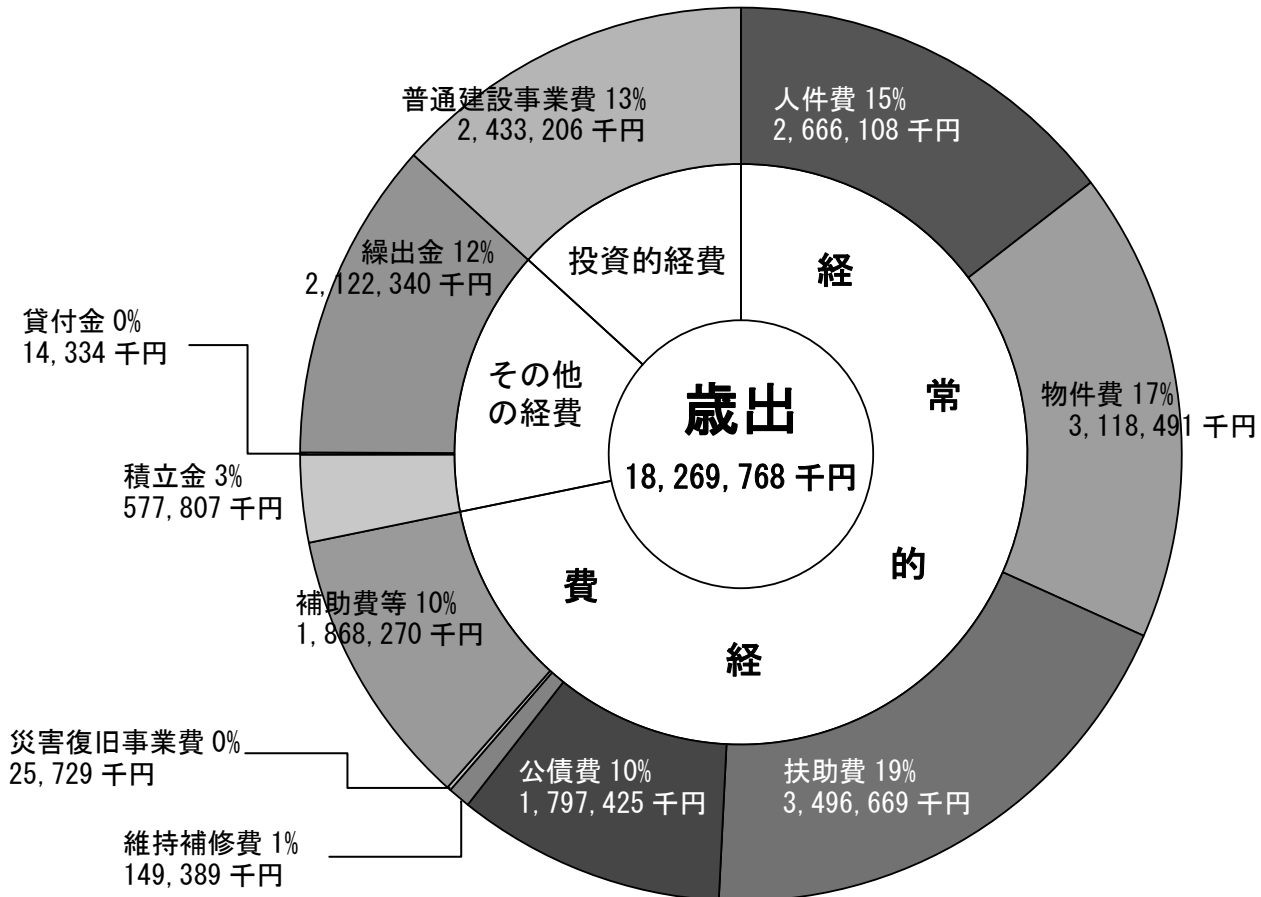 普通建設事業費 13%
2,433,206 千円
人件費 15%
2,666,108 千円
繰出金 12%
2,122,340 千円
投資的経費
経
貸付金 0%
14,334 千円
その他
の経費
歳出
18,269,768 千円
常
物件費 17%
3,118,491 千円
積立金 3%
577,807 千円
的
費
補助費等 10%
1,868,270 千円
経
災害復旧事業費 0%
25,729 千円
公債費 10%
1,797,425 千円
扶助費 19%
3,496,669 千円
維持補修費 1%
149,389 千円